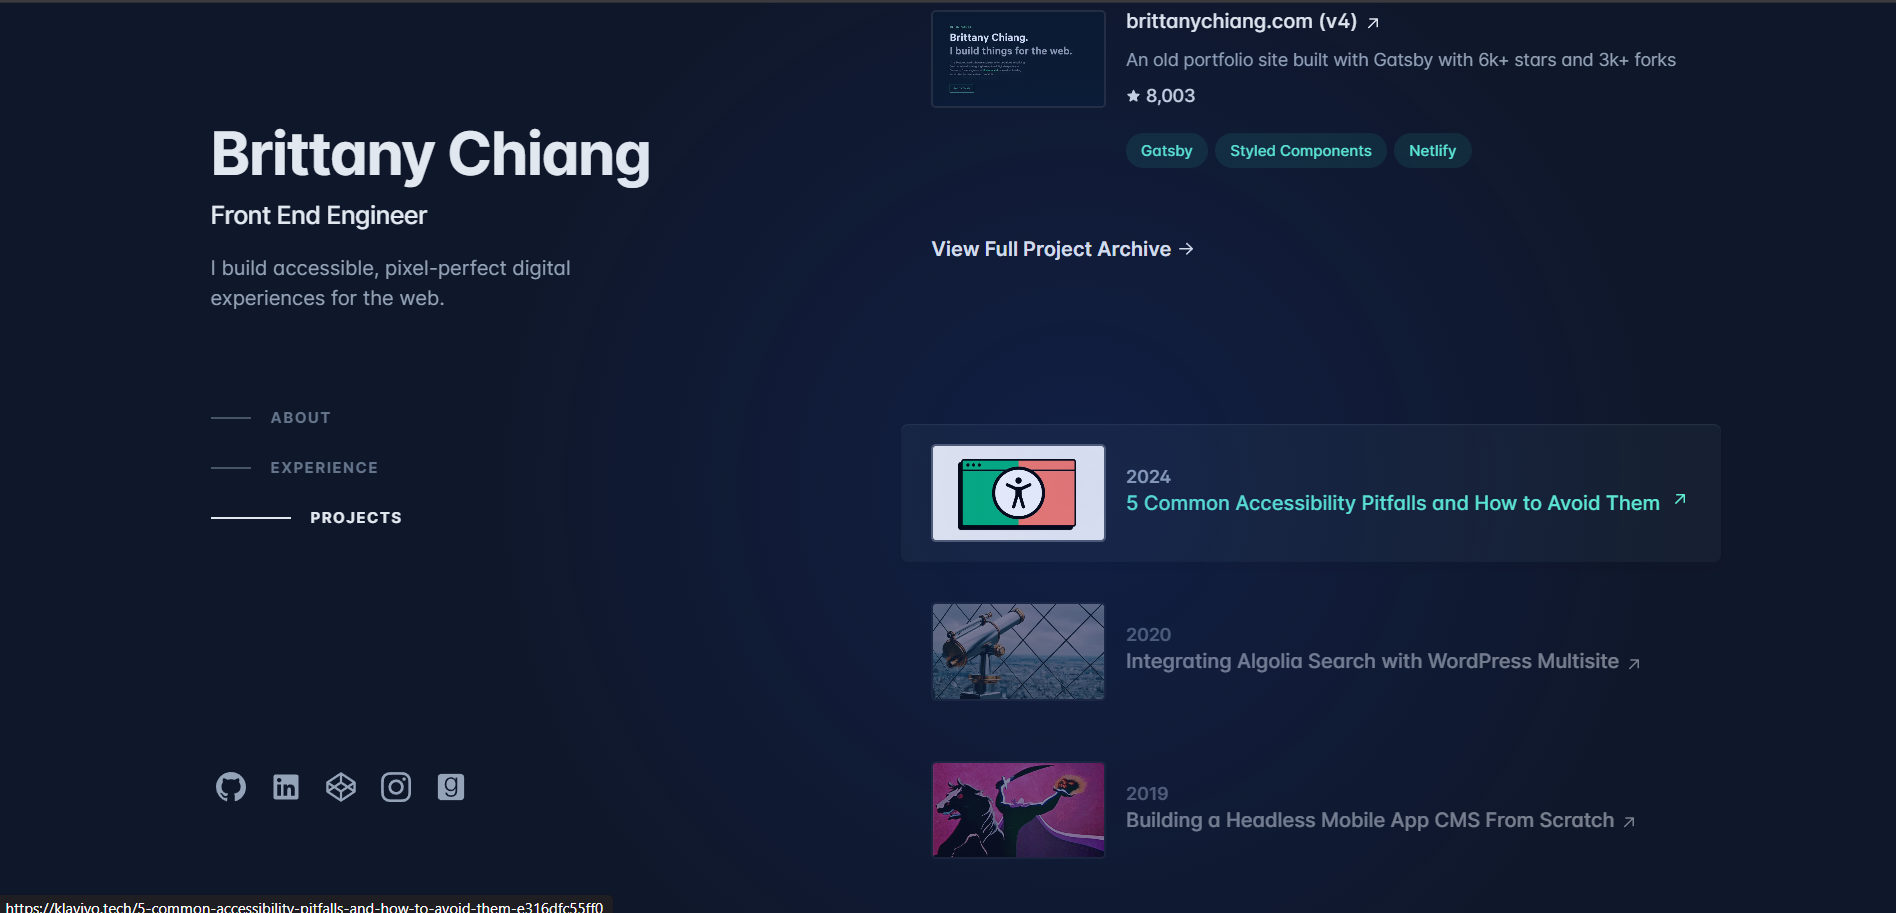 Brittany Chiang
Front End Engineer
I build accessible, pixel-perfect digital
experiences for the web.
ABOUT
EXPERIENCE
PROJECTS
Brittany Chiang.
I build things for the web.
brittanychiang.com (v4)
An old portfolio site built with Gatsby with 6k+ stars and 3k+ forks
8,003
Gatsby Styled Components Netlify
View Full Project Archive →
2024
5 Common Accessibility Pitfalls and How to Avoid Them
2020
Integrating Algolia Search with WordPress Multisite
2019
Building a Headless Mobile App CMS From Scratch
https://klaviyo.tech/5-common-accessibility-pitfalls-and-how-to-avoid-them-e316dfc55ff0